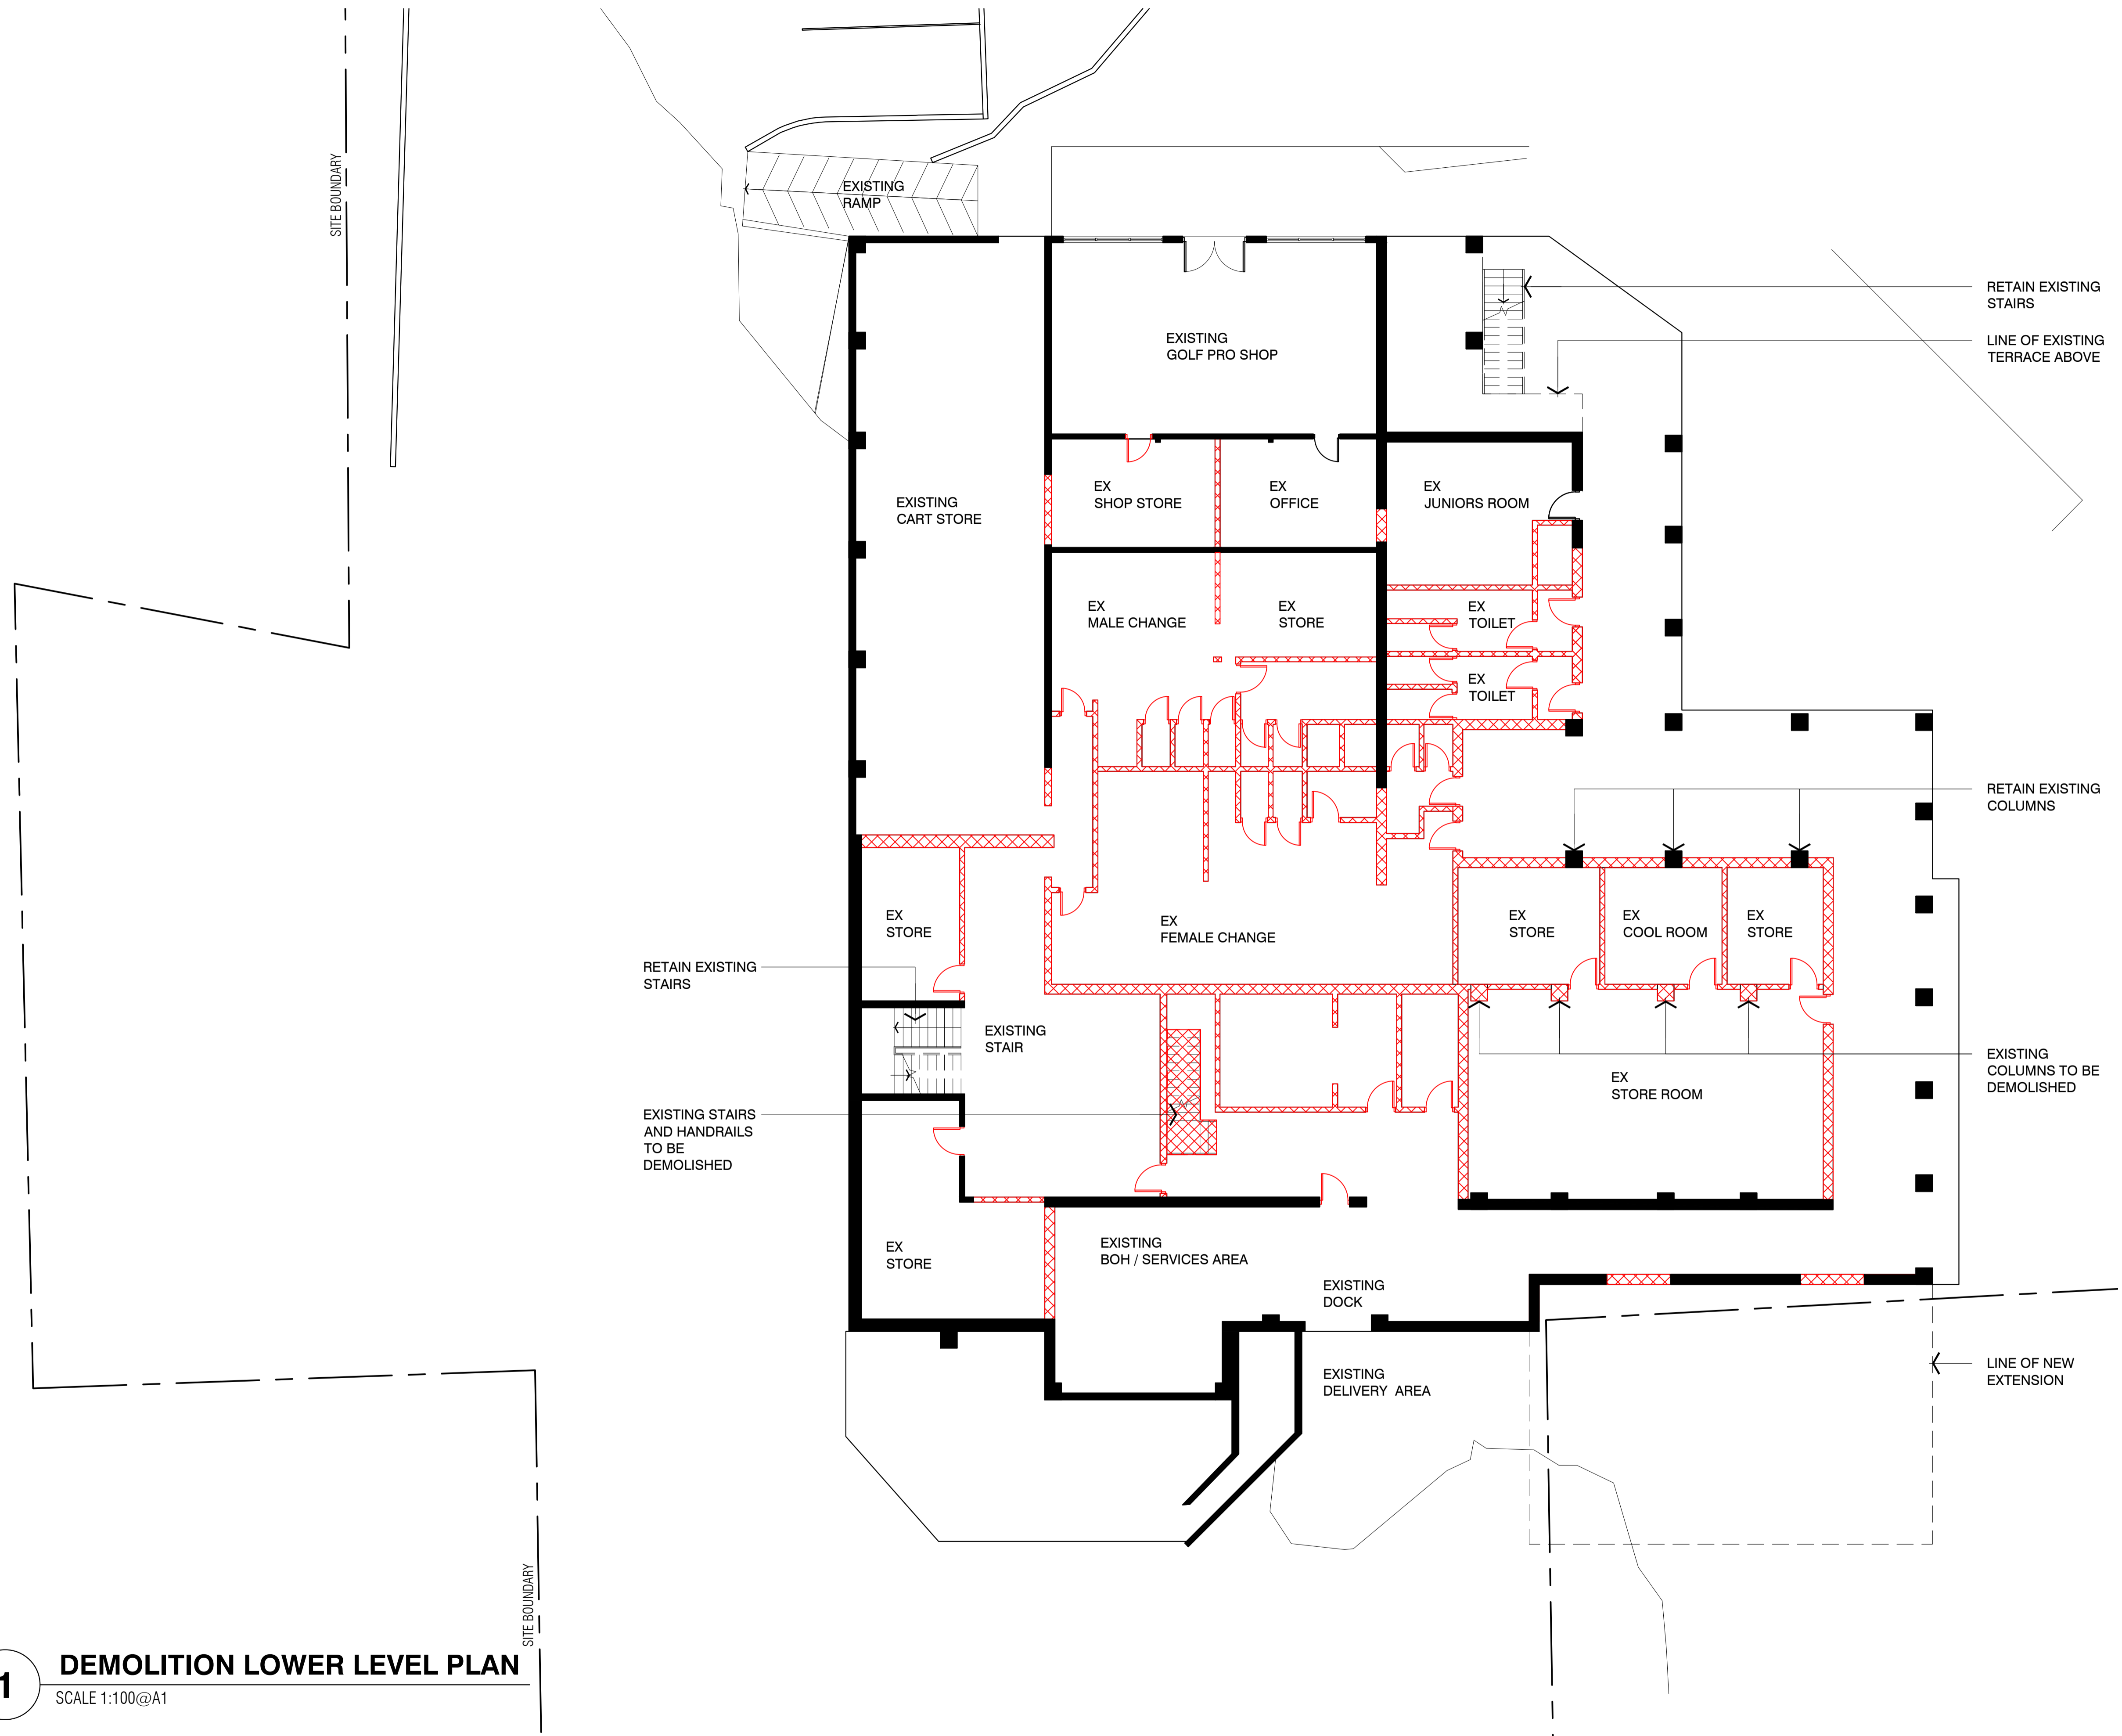 SITE BOUNDARY
EXISTING
RAMP
RETAIN EXISTING
STAIRS
EXISTING
GOLF PRO SHOP
LINE OF EXISTING
TERRACE ABOVE
EXISTING
CART STORE
EX
SHOP STORE
EX
OFFICE
EX
JUNIORS ROOM
EX
MALE CHANGE
EX
STORE
EX
TOILET
EX
TOILET
RETAIN EXISTING
COLUMNS
EX
STORE
EX
FEMALE CHANGE
EX
STORE
EX
COOL ROOM
EX
STORE
RETAIN EXISTING
STAIRS
EXISTING
STAIR
EXISTING
COLUMNS TO BE
DEMOLISHED
EX
STORE ROOM
EXISTING STAIRS
AND HANDRAILS
TO BE
DEMOLISHED
EX
STORE
EXISTING
BOH / SERVICES AREA
EXISTING
DOCK
EXISTING
DELIVERY AREA
LINE OF NEW
EXTENSION
SITE BOUNDARY
1
DEMOLITION LOWER LEVEL PLAN
SCALE 1:100@A1